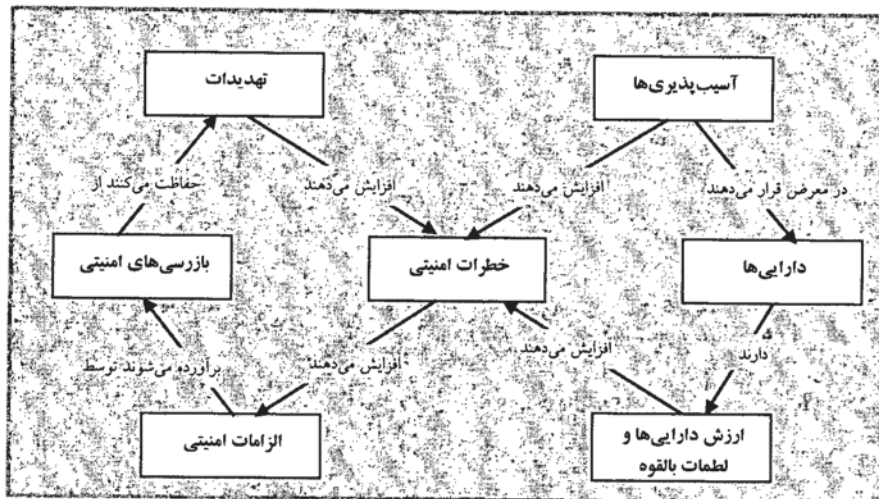 آسیب‌پذیری‌ها
تهدیدات
در معرض قرار می‌دهند
افزایش می‌دهند
افزایش می‌دهند
حفاظت می‌کنند از
دارایی‌ها
خطرات امنیتی
بازرسی‌های امنیتی
دارند
افزایش می‌دهند
افزایش می‌دهند
برآورده می‌شوند توسط
ارزش دارایی‌ها و
لطمات بالقوه
الزامات امنیتی